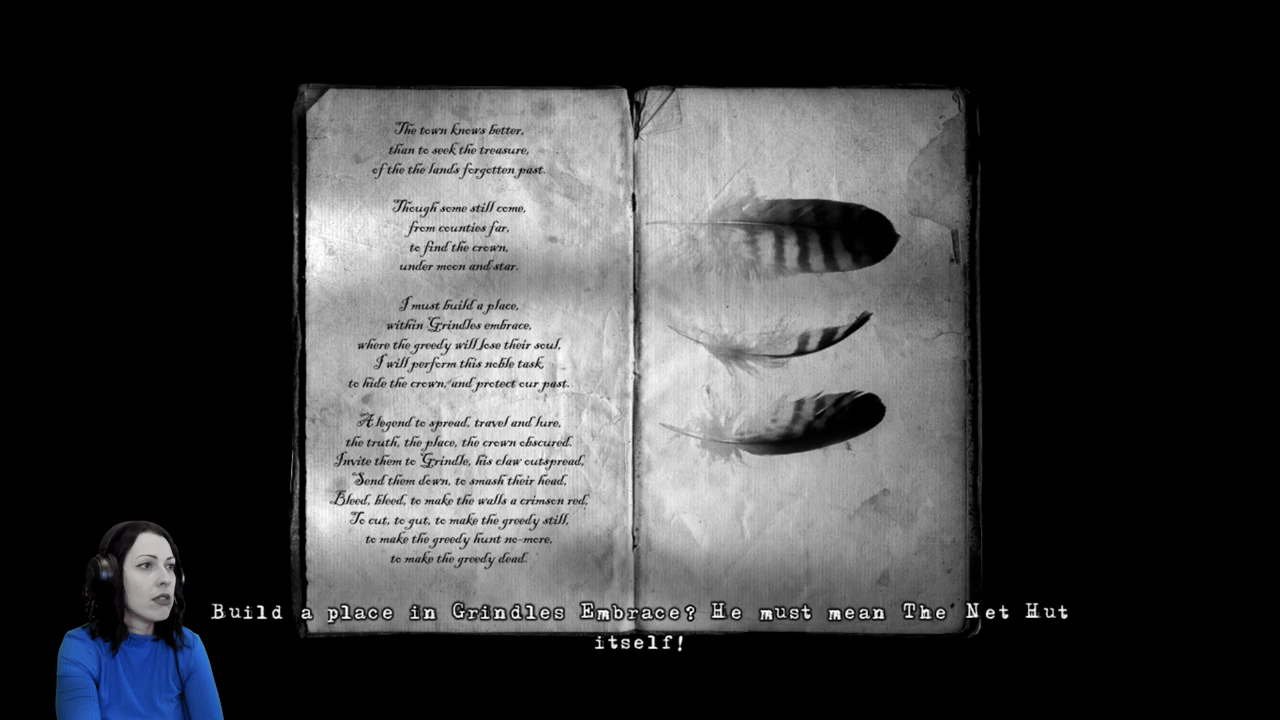 The town knows better,
than to seek the treasure,
of the the lands forgotten past.
Though some still come,
from counties far,
to find the crown,
under moon and star.
I must build a place,
within Grindles embrace,
where the greedy will lose their soul,
I will perform this noble task,
to hide the crown, and protect our past.
A legend to spread, travel and lure,
the truth, the place, the crown obscured.
Invite them to Grindle, his claw outspread,
Send them down, to smash their head,
Bleed, bleed, to make the walls a crimson red,
To cut, to gut, to make the greedy still,
to make the greedy hunt no-more,
to make the greedy dead.
Build a place in Grindles Embrace? He must mean The Net Hut
itself!